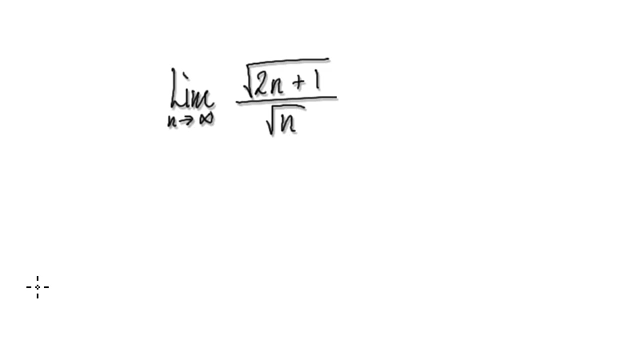 Lim n→∞ √(2n + 1) / √n